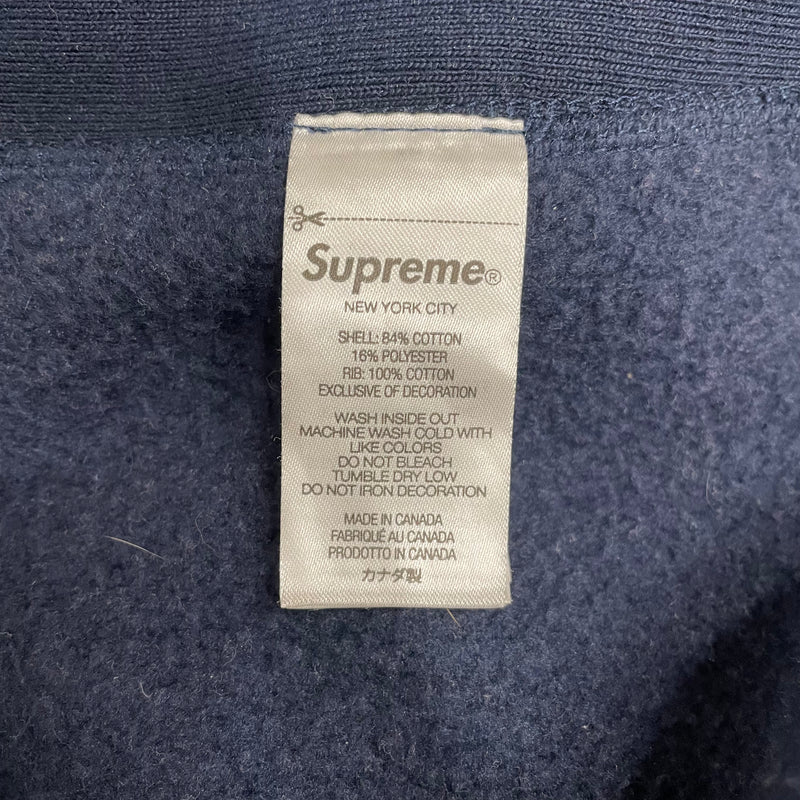 Supreme®
NEW YORK CITY
SHELL: 84% COTTON
16% POLYESTER
RIB: 100% COTTON
EXCLUSIVE OF DECORATION
WASH INSIDE OUT
MACHINE WASH COLD WITH
LIKE COLORS
DO NOT BLEACH
TUMBLE DRY LOW
DO NOT IRON DECORATION
MADE IN CANADA
FABRIQUÉ AU CANADA
PRODOTTO IN CANADA
カナダ製